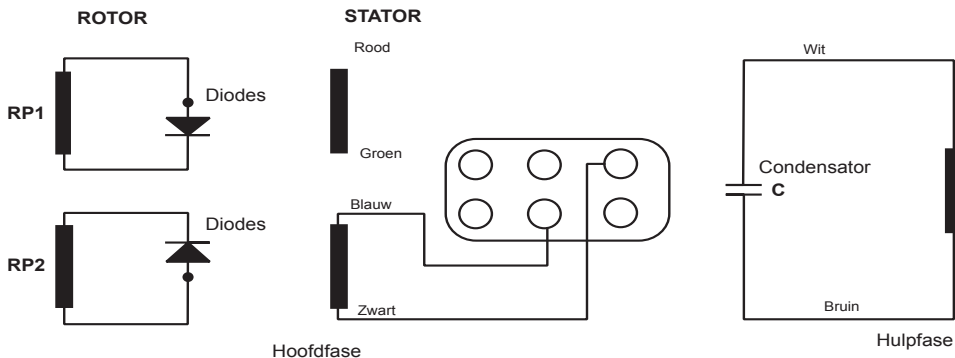 ROTOR
STATOR
Rood
Wit
RP1
Diodes
Groen
Condensator
C
Blauw
Diodes
RP2
Zwart
Bruin
Hoofdfase
Hulpfase